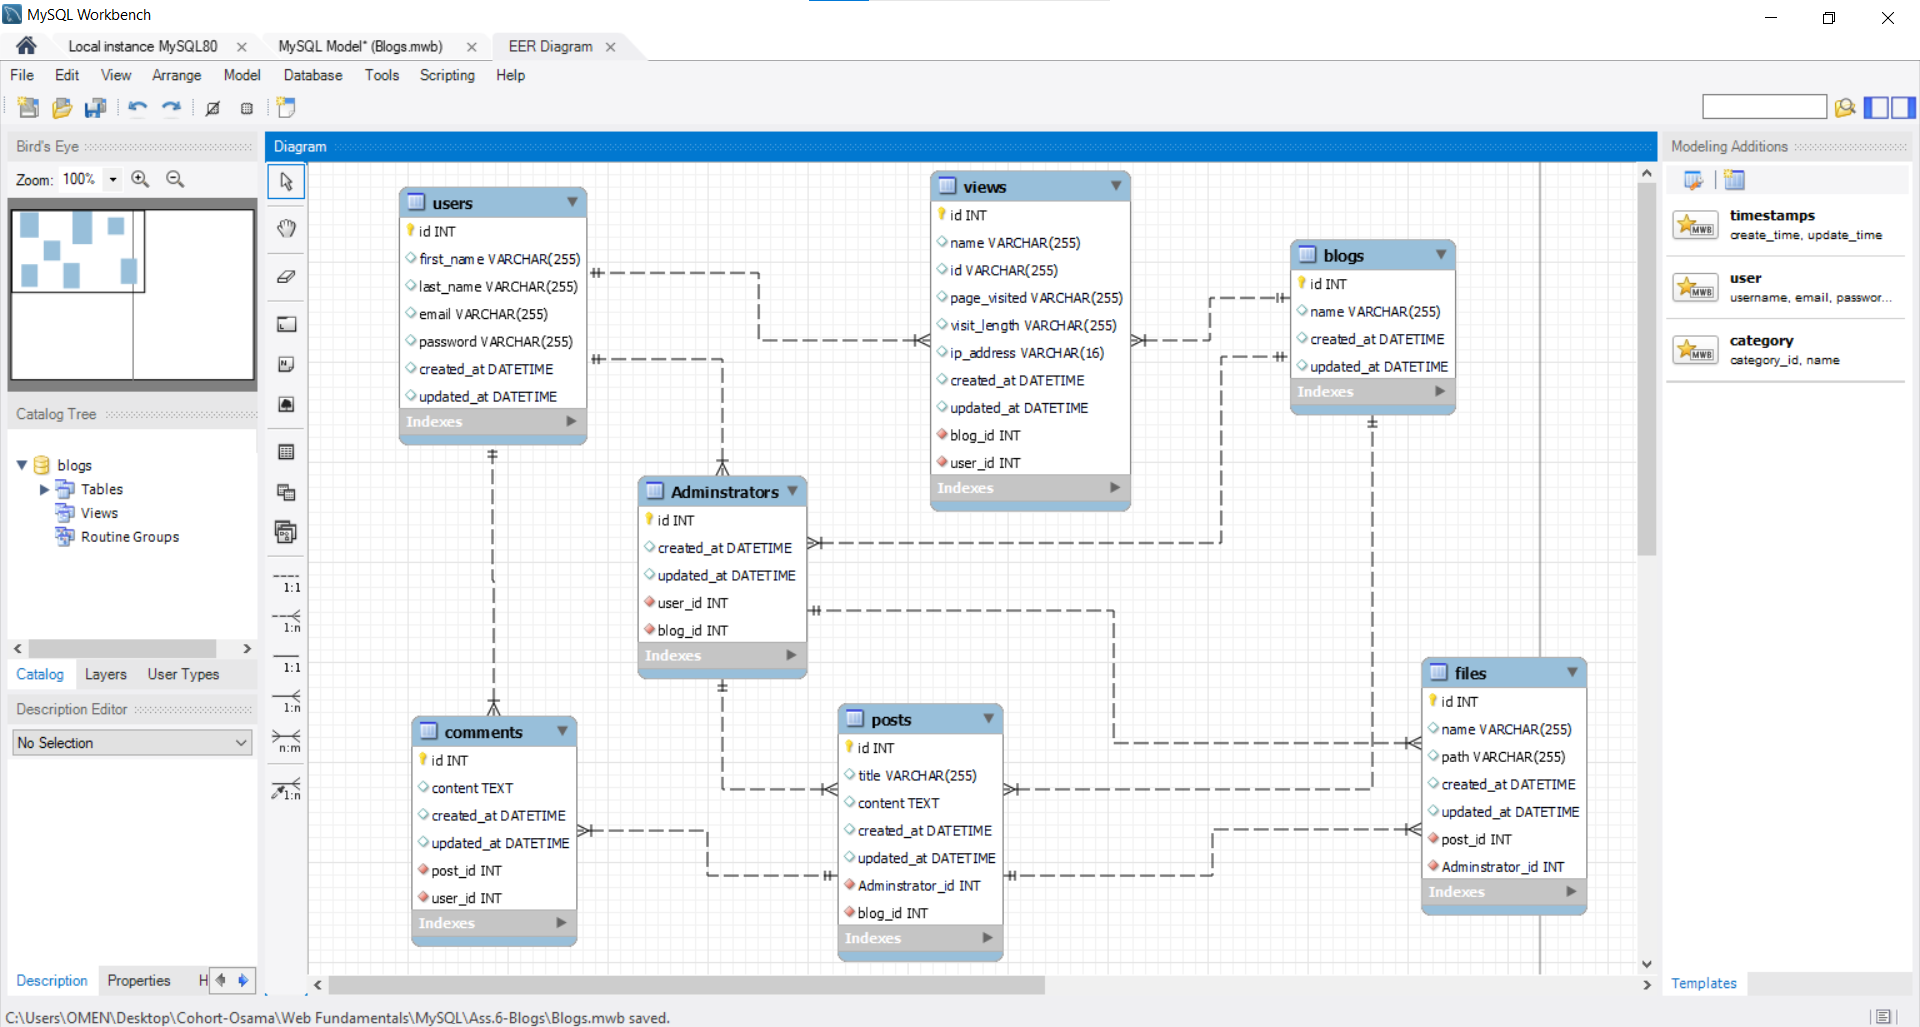 MySQL Workbench
Local instance MySQL80
MySQL Model* (Blogs.mwb)
EER Diagram
File Edit View Arrange Model Database Tools Scripting Help
Bird's Eye
Zoom: 100%
Catalog Tree
blogs
Tables
Views
Routine Groups
Catalog Layers User Types
Description Editor
No Selection
Description Properties H
Diagram
1:1
1:n
1:1
1:n
n:m
1:n
users
id INT
first_name VARCHAR(255)
last_name VARCHAR(255)
email VARCHAR(255)
password VARCHAR(255)
created_at DATETIME
updated_at DATETIME
Indexes
views
id INT
name VARCHAR(255)
id VARCHAR(255)
page_visited VARCHAR(255)
visit_length VARCHAR(255)
ip_address VARCHAR(16)
created_at DATETIME
updated_at DATETIME
blog_id INT
user_id INT
Indexes
blogs
id INT
name VARCHAR(255)
created_at DATETIME
updated_at DATETIME
Indexes
Adminstrators
id INT
created_at DATETIME
updated_at DATETIME
user_id INT
blog_id INT
Indexes
comments
id INT
content TEXT
created_at DATETIME
updated_at DATETIME
post_id INT
user_id INT
Indexes
posts
id INT
title VARCHAR(255)
content TEXT
created_at DATETIME
updated_at DATETIME
Adminstrator_id INT
blog_id INT
Indexes
files
id INT
name VARCHAR(255)
path VARCHAR(255)
created_at DATETIME
updated_at DATETIME
post_id INT
Adminstrator_id INT
Indexes
Modeling Additions
timestamps
create_time, update_time
user
username, email, passwor...
category
category_id, name
MWB
MWB
MWB
Templates
C:\Users\OMEN\Desktop\Cohort-Osama\Web Fundamentals\MySQL\Ass.6-Blogs\Blogs.mwb saved.